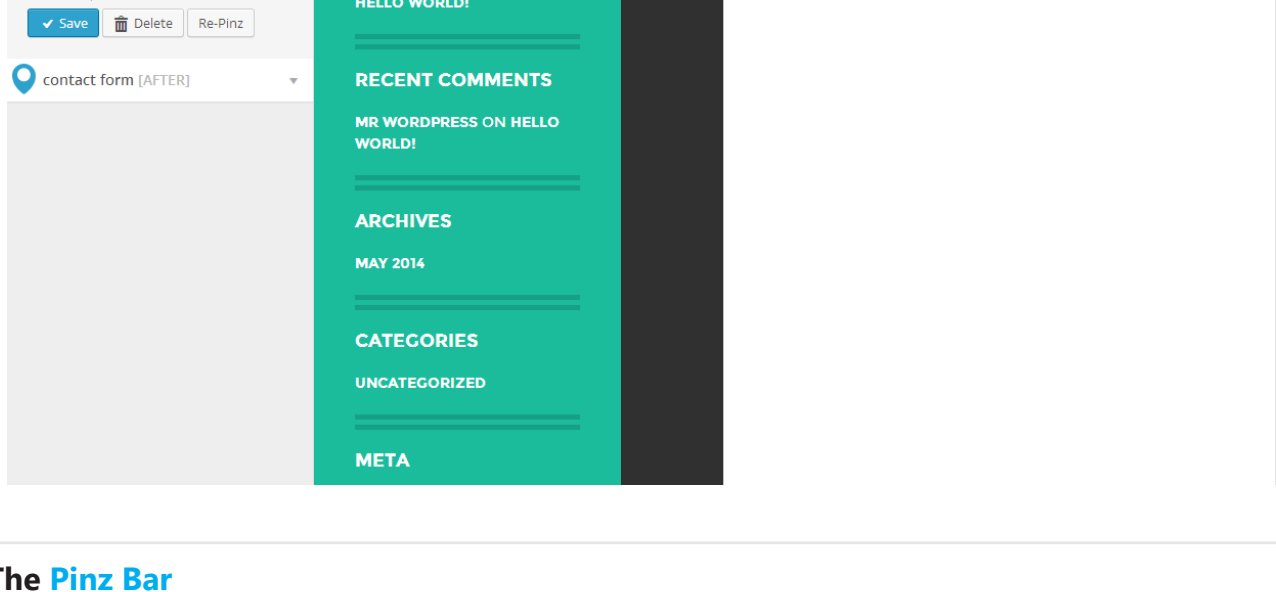 Save Delete Re-Pinz
contact form [AFTER]
HELLO WORLD!
RECENT COMMENTS
MR WORDPRESS ON HELLO
WORLD!
ARCHIVES
MAY 2014
CATEGORIES
UNCATEGORIZED
META
The Pinz Bar